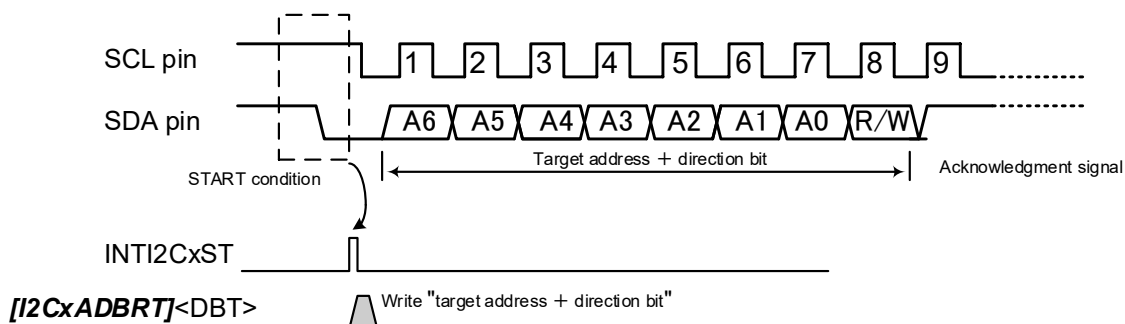 SCL pin
1 2 3 4 5 6 7 8 9
SDA pin
A6 A5 A4 A3 A2 A1 A0 R/W
Target address + direction bit
Acknowledgment signal
START condition
INTI2CxST
[I2CxADBRT]<DBT>
Write "target address + direction bit"